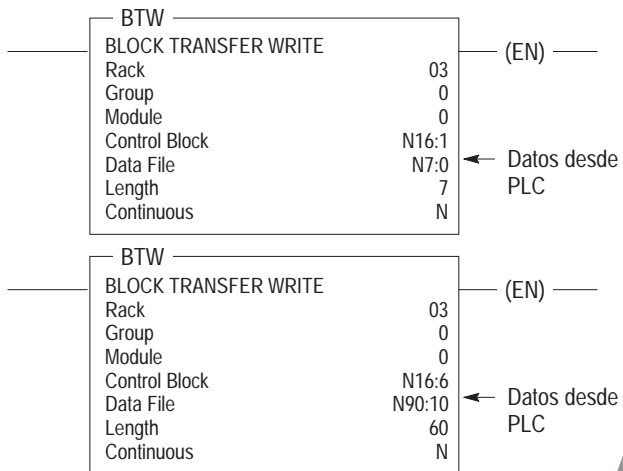 BTW
BLOCK TRANSFER WRITE
(EN)
Rack 03
Group 0
Module 0
Control Block N16:1
Data File N7:0
Datos desde
Length 7
PLC
Continuous N
BTW
BLOCK TRANSFER WRITE
(EN)
Rack 03
Group 0
Module 0
Control Block N16:6
Data File N90:10
Datos desde
Length 60
PLC
Continuous N